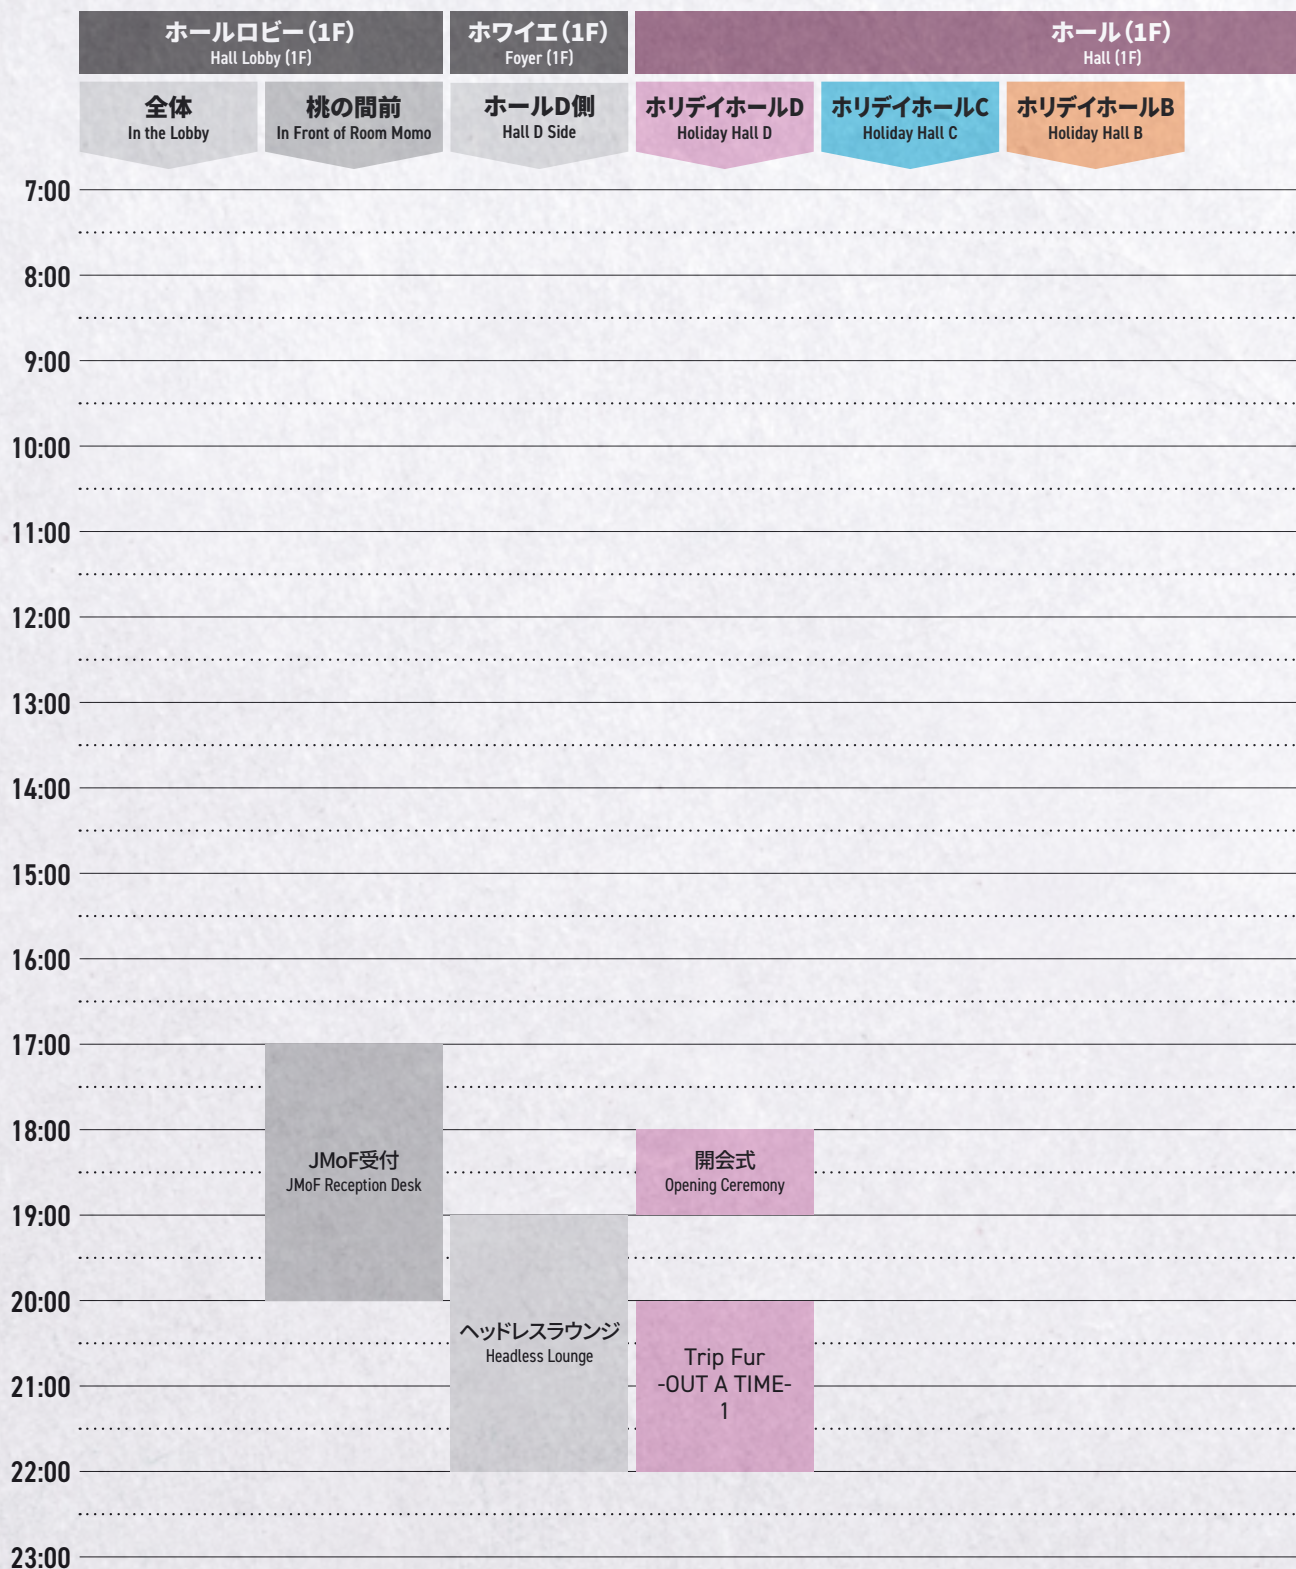 ホールロビー（1F）
Hall Lobby (1F)
ホワイエ（1F）
Foyer (1F)
ホール（1F）
Hall (1F)
全体
In the Lobby
桃の間前
In Front of Room Momo
ホールD側
Hall D Side
ホリデイホールD
Holiday Hall D
ホリデイホールC
Holiday Hall C
ホリデイホールB
Holiday Hall B
7:00
8:00
9:00
10:00
11:00
12:00
13:00
14:00
15:00
16:00
17:00
18:00
JMoF受付
JMoF Reception Desk
開会式
Opening Ceremony
19:00
20:00
ヘッドレスラウンジ
Headless Lounge
Trip Fur
-OUT A TIME-
1
21:00
22:00
23:00